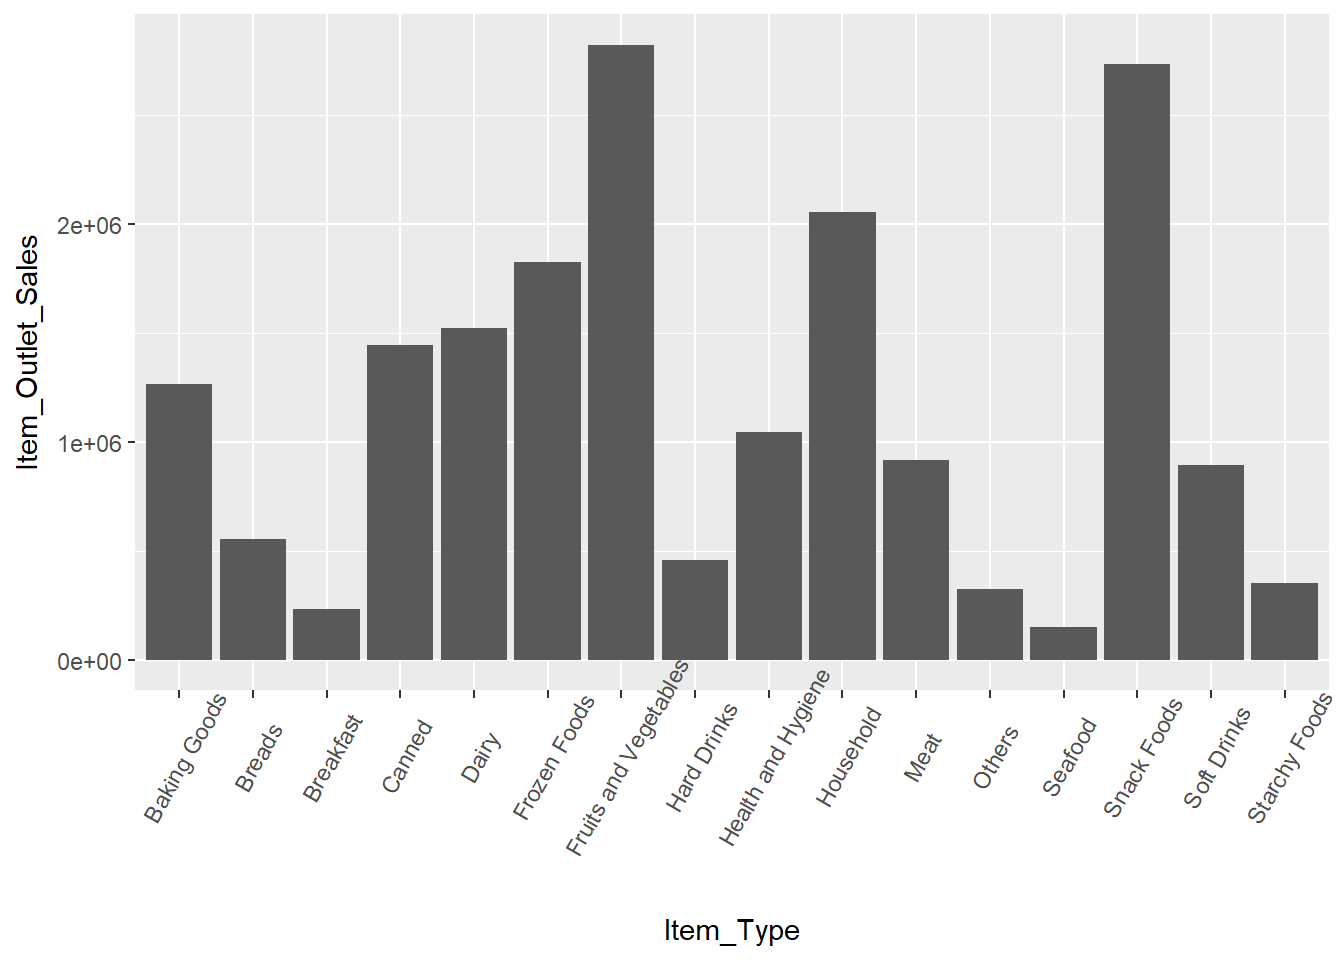 Item_Outlet_Sales
2e+06
1e+06
0e+00
Baking Goods
Breads
Breakfast
Canned
Dairy
Frozen Foods
Fruits and Vegetables
Hard Drinks
Health and Hygiene
Household
Meat
Others
Seafood
Snack Foods
Soft Drinks
Starchy Foods
Item_Type